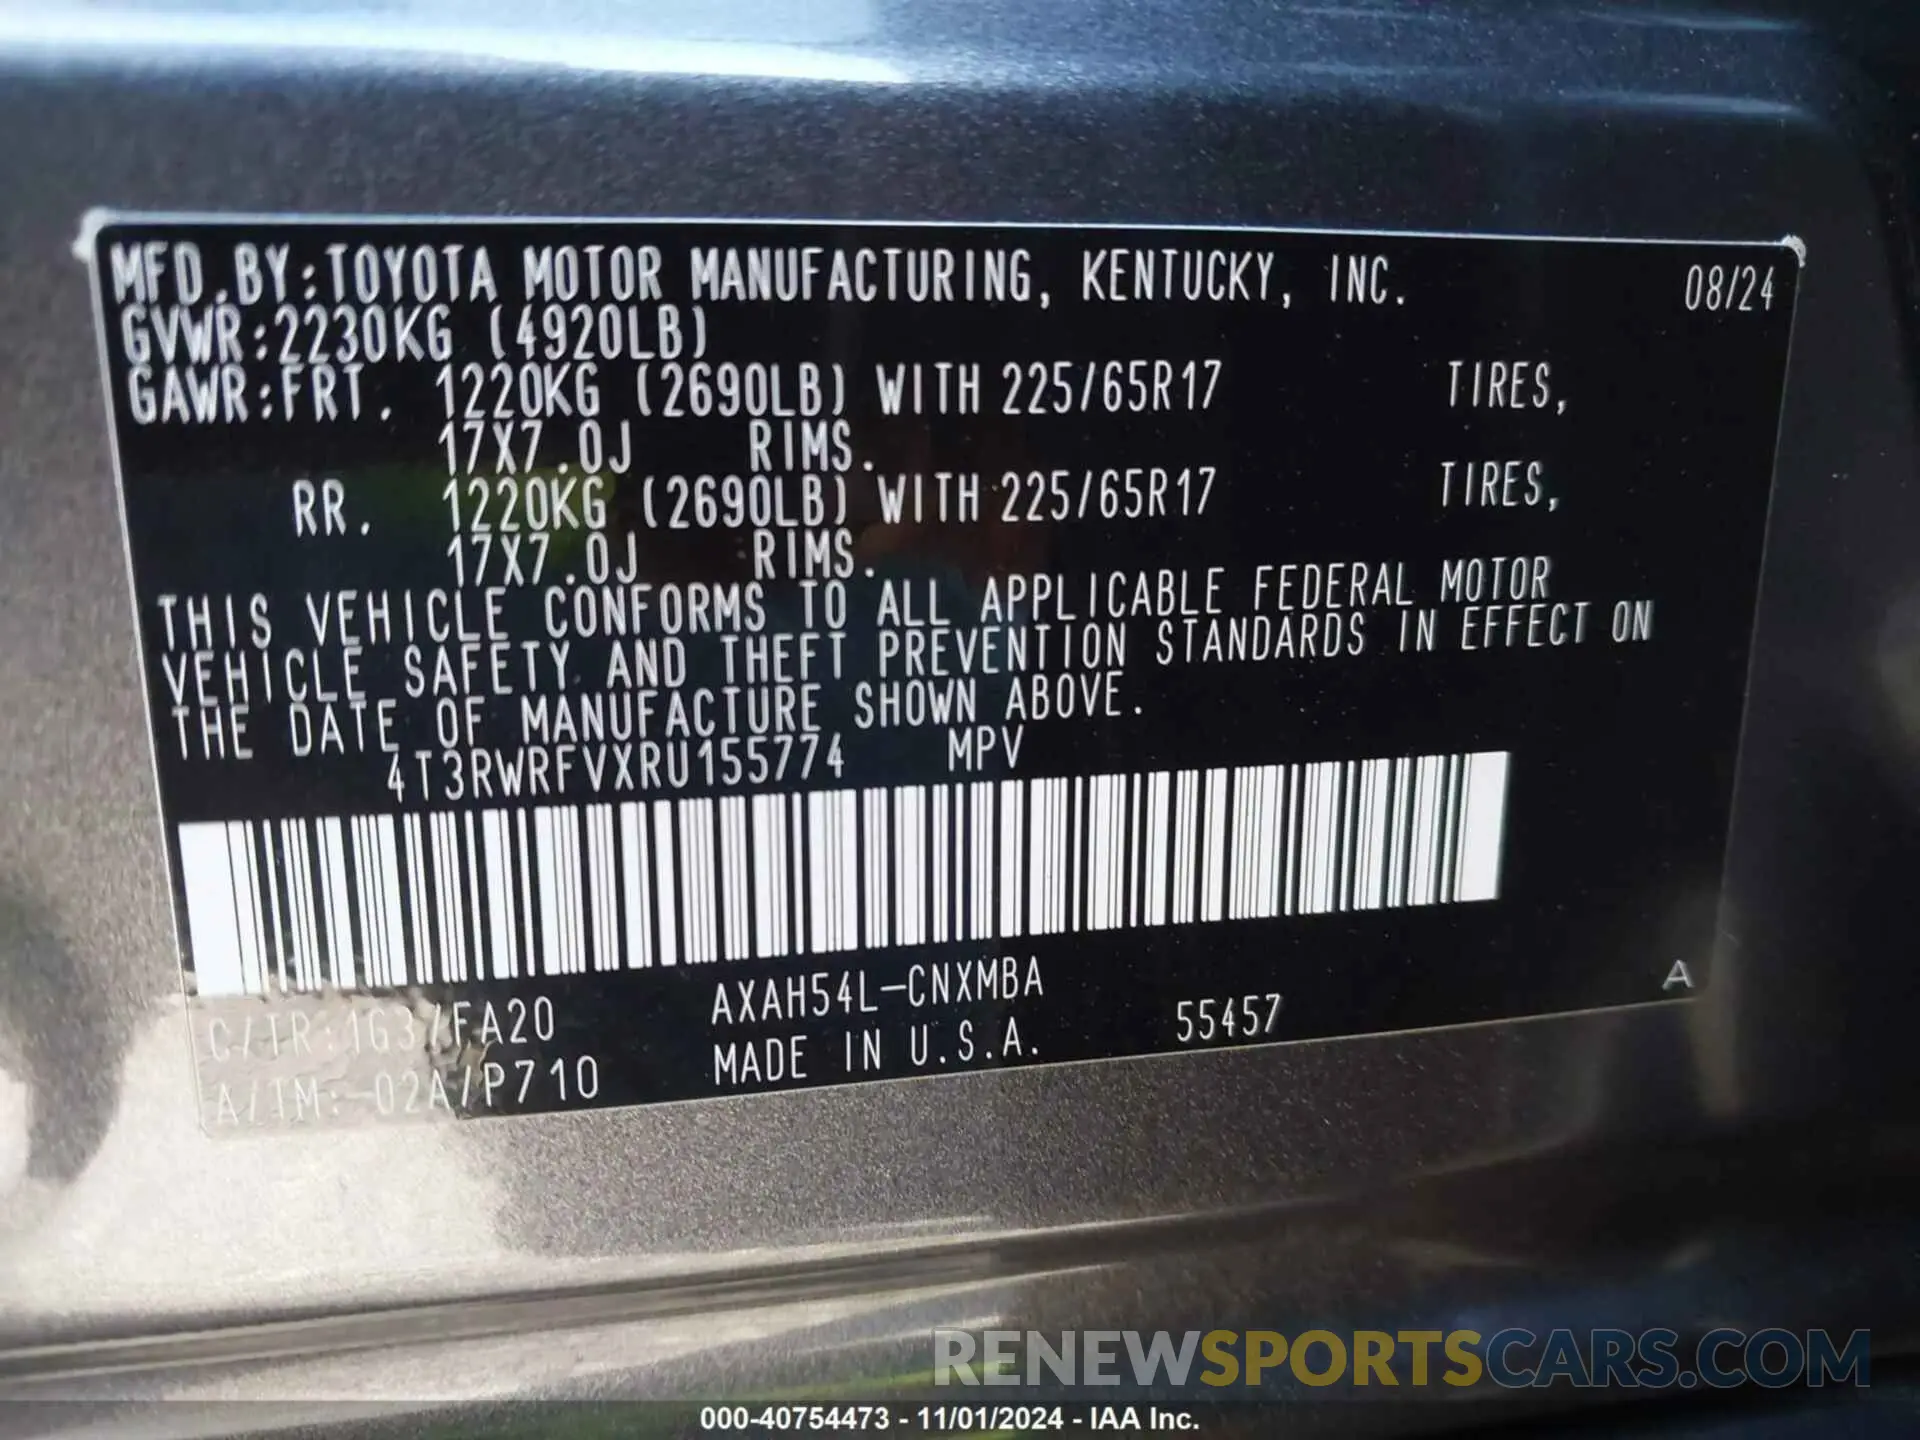 MFD.BY:TOYOTA MOTOR MANUFACTURING, KENTUCKY, INC. 08/24
GVWR:2230KG (4920LB)
GAWR:FRT. 1220KG (2690LB) WITH 225/65R17 TIRES,
17X7.0J RIMS.
RR. 1220KG (2690LB) WITH 225/65R17 TIRES,
17X7.0J RIMS.
THIS VEHICLE CONFORMS TO ALL APPLICABLE FEDERAL MOTOR
VEHICLE SAFETY AND THEFT PREVENTION STANDARDS IN EFFECT ON
THE DATE OF MANUFACTURE SHOWN ABOVE.
4T3RWRFVXRU155774 MPV
C/TR:1G3/FA20 AXAH54L-CNXMBA A
A/TM:-02A/P710 MADE IN U.S.A. 55457
RENEWSPORTSCARS.COM
000-40754473 - 11/01/2024 - IAA Inc.